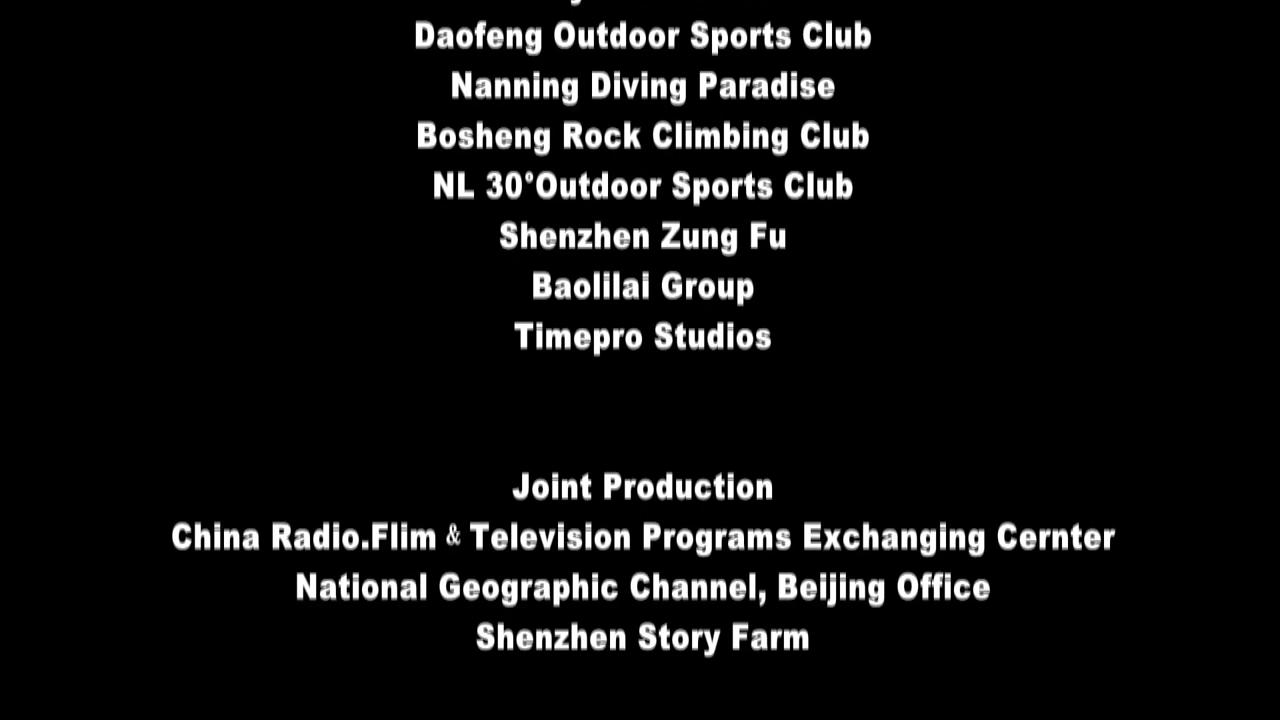 Daofeng Outdoor Sports Club
Nanning Diving Paradise
Bosheng Rock Climbing Club
NL 30°Outdoor Sports Club
Shenzhen Zung Fu
Baolilai Group
Timepro Studios
Joint Production
China Radio.Flim & Television Programs Exchanging Cernter
National Geographic Channel, Beijing Office
Shenzhen Story Farm